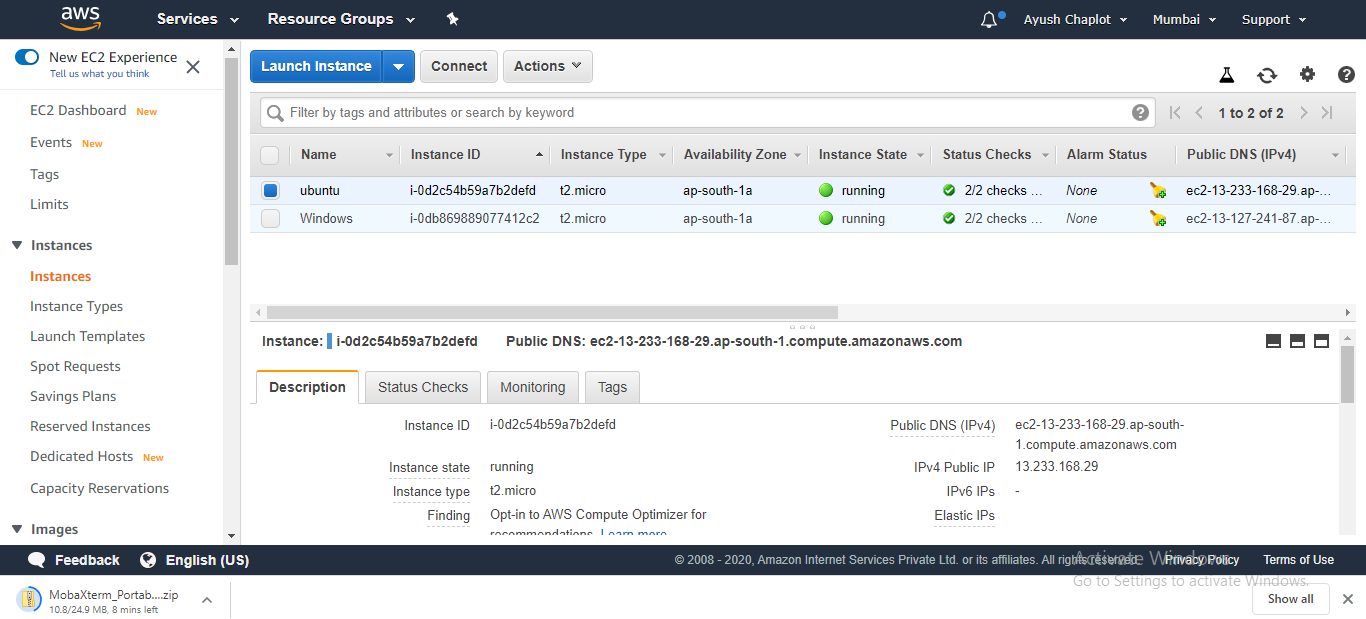 aws Services Resource Groups Ayush Chaplot Mumbai Support
New EC2 Experience
Tell us what you think
EC2 Dashboard New
Events New
Tags
Limits
Instances
Instances
Instance Types
Launch Templates
Spot Requests
Savings Plans
Reserved Instances
Dedicated Hosts New
Capacity Reservations
Images
Launch Instance Connect Actions
Filter by tags and attributes or search by keyword 1 to 2 of 2
Name Instance ID Instance Type Availability Zone Instance State Status Checks Alarm Status Public DNS (IPv4)
ubuntu i-0d2c54b59a7b2defd t2.micro ap-south-1a running 2/2 checks ... None ec2-13-233-168-29.ap-...
Windows i-0db869889077412c2 t2.micro ap-south-1a running 2/2 checks ... None ec2-13-127-241-87.ap-...
Instance: i-0d2c54b59a7b2defd Public DNS: ec2-13-233-168-29.ap-south-1.compute.amazonaws.com
Description Status Checks Monitoring Tags
Instance ID i-0d2c54b59a7b2defd Public DNS (IPv4) ec2-13-233-168-29.ap-south-
1.compute.amazonaws.com
Instance state running IPv4 Public IP 13.233.168.29
Instance type t2.micro IPv6 IPs -
Finding Opt-in to AWS Compute Optimizer for Elastic IPs
recommendations. Learn more
Feedback English (US) © 2008 - 2020, Amazon Internet Services Private Ltd. or its affiliates. All rights reserved. Privacy Policy Terms of Use
Activate Windows
Go to Settings to activate Windows.
MobaXterm_Portab....zip
10.8/24.9 MB, 8 mins left
Show all